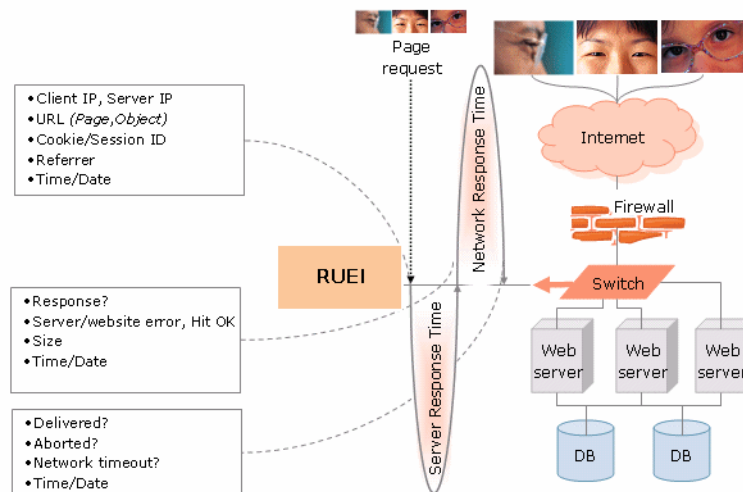 Page
request
• Client IP, Server IP
• URL (Page,Object)
• Cookie/Session ID
• Referrer
• Time/Date
Network Response Time
Internet
Firewall
RUEI
Switch
• Response?
• Server/website error, Hit OK
• Size
• Time/Date
Server Response Time
Web
server
Web
server
Web
server
• Delivered?
• Aborted?
• Network timeout?
• Time/Date
DB
DB